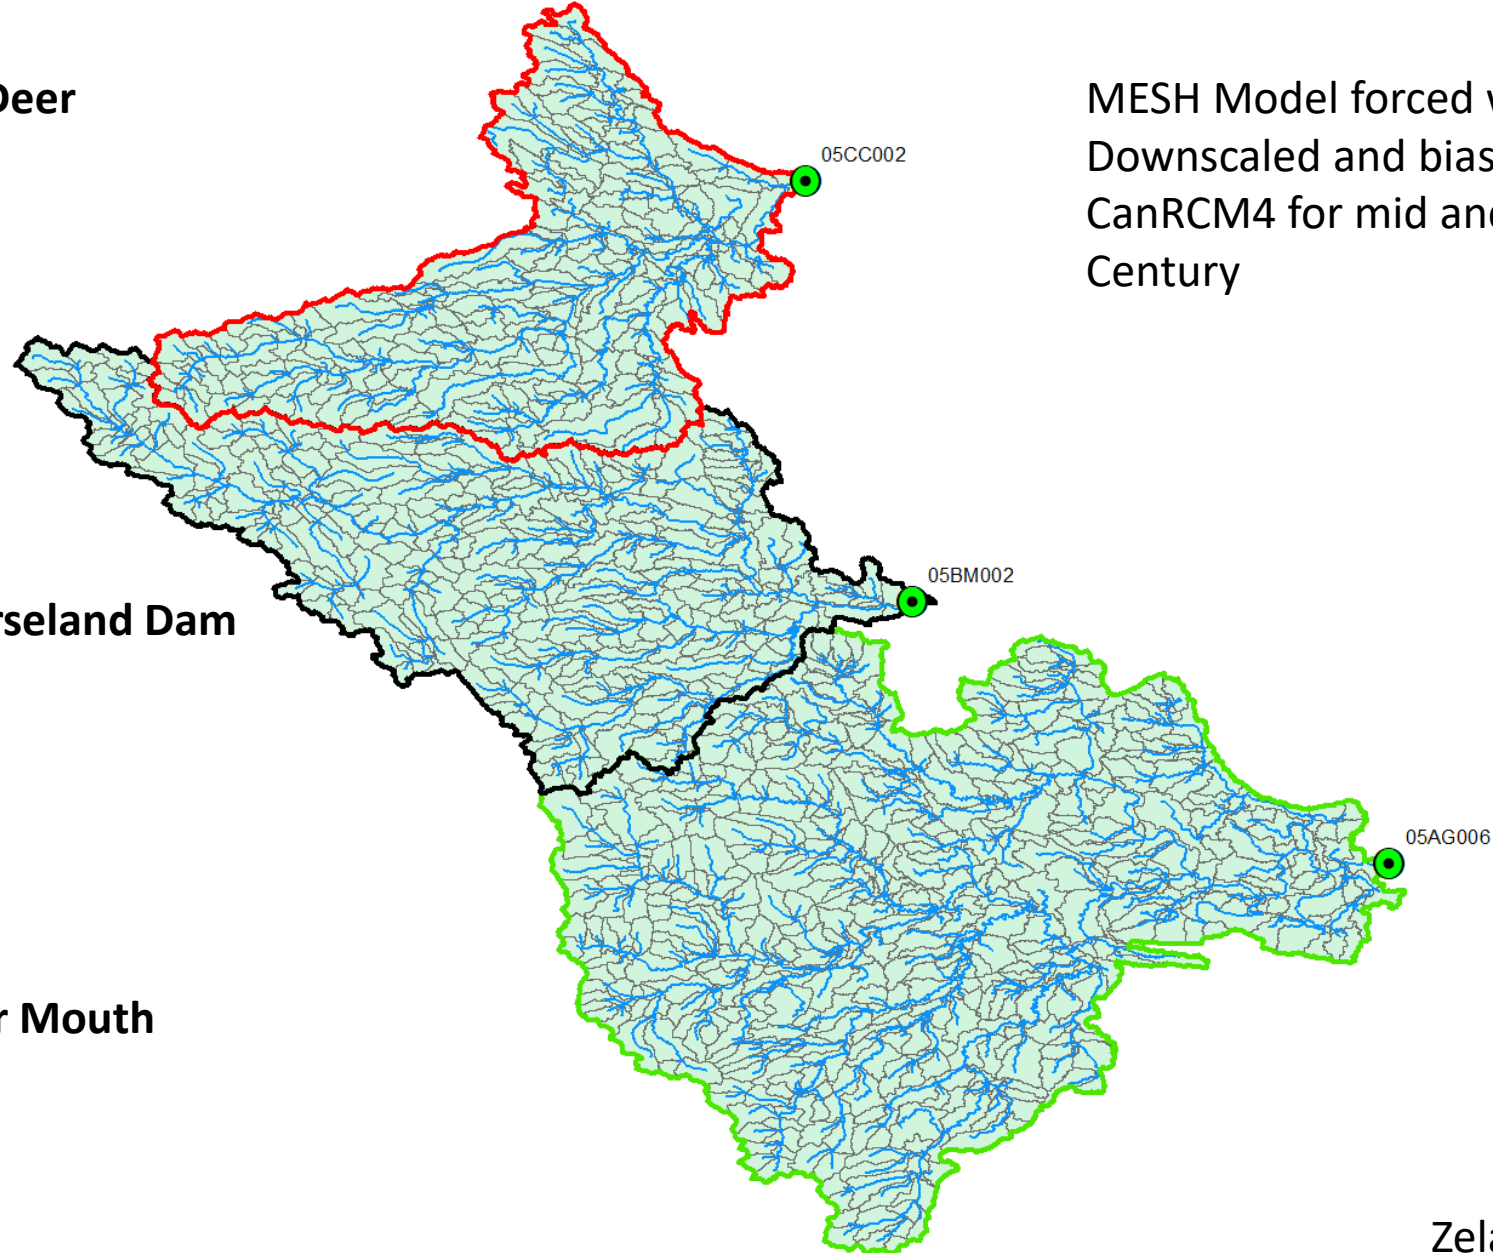 Deer
MESH Model forced
Downscaled and bias
CanRCM4 for mid and
Century
05CC002
05BM002
rseland Dam
05AG006
r Mouth
Zela